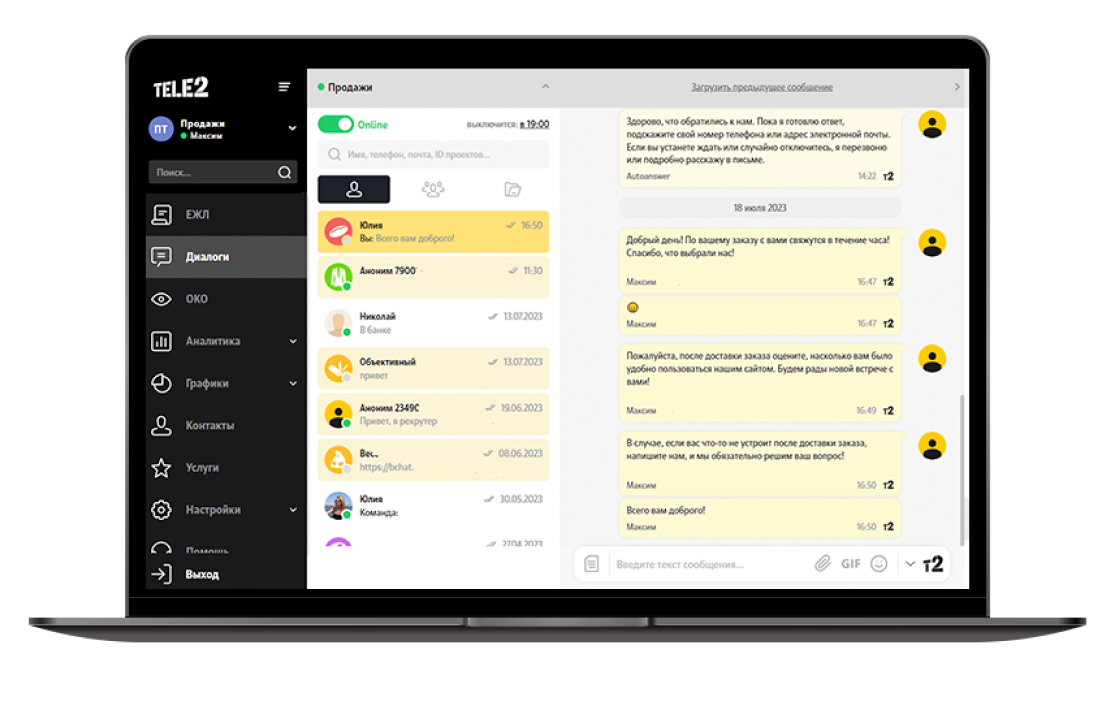 TELE2
ПТ
Продажи
Максим
Поиск...
ЕЖЛ
Диалоги
ОКО
Аналитика
Графики
Контакты
Услуги
Настройки
Помощь
Выход
Продажи
Online
выключится: в 19:00
Имя, телефон, почта, ID проектов...
Юлия 16:50
Вы: Всего вам доброго!
Аноним 7900 11:30
Николай 13.07.2023
В банке
Объективный 13.07.2023
привет
Аноним 2349C 19.06.2023
Привет, я рекрутер
08.06.2023
https://bchat.
Юлия 30.05.2023
Команда:
27.04.2023
Загрузить предыдущее сообщение
Здорово, что обратились к нам. Пока я готовлю ответ,
подскажите свой номер телефона или адрес электронной почты.
Если вы устанете ждать или случайно отключитесь, я перезвоню
или подробно расскажу в письме.
Autoanswer 14:22 т2
18 июля 2023
Добрый день! По вашему заказу с вами свяжутся в течение часа!
Спасибо, что выбрали нас!
Максим 16:47 т2
Максим 16:47 т2
Пожалуйста, после доставки заказа оцените, насколько вам было
удобно пользоваться нашим сайтом. Будем рады новой встрече с
вами!
Максим 16:49 т2
В случае, если вас что-то не устроит после доставки заказа,
напишите нам, и мы обязательно решим ваш вопрос!
Максим 16:50 т2
Всего вам доброго!
Максим 16:50 т2
Введите текст сообщения... GIF т2